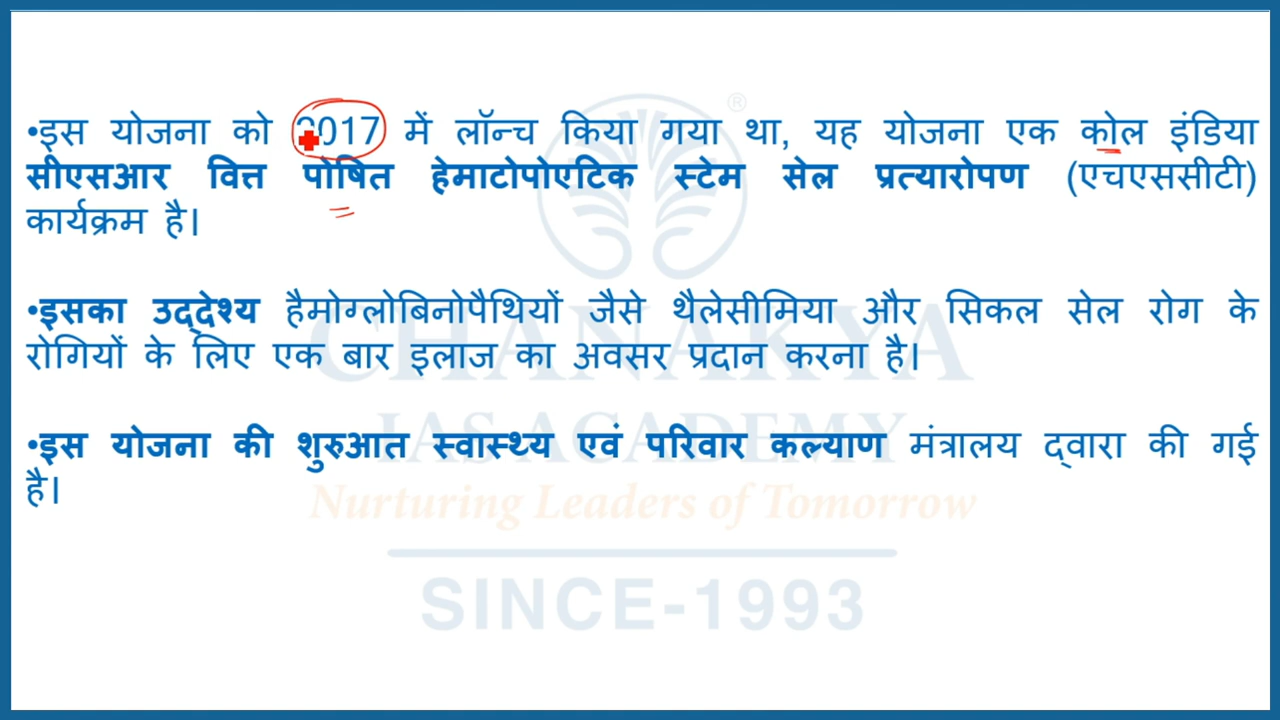 •इस योजना को 2017 में लॉन्च किया गया था, यह योजना एक कोल इंडिया
सीएसआर वित्त पोषित हेमाटोपोएटिक स्टेम सेल प्रत्यारोपण (एचएससीटी)
कार्यक्रम है।
•इसका उद्देश्य हैमोग्लोबिनोपैथियों जैसे थैलेसीमिया और सिकल सेल रोग के
रोगियों के लिए एक बार इलाज का अवसर प्रदान करना है।
•इस योजना की शुरुआत स्वास्थ्य एवं परिवार कल्याण मंत्रालय द्वारा की गई
है।
®
CHANAKYA
IAS ACADEMY
Nurturing Leaders of Tomorrow
SINCE-1993